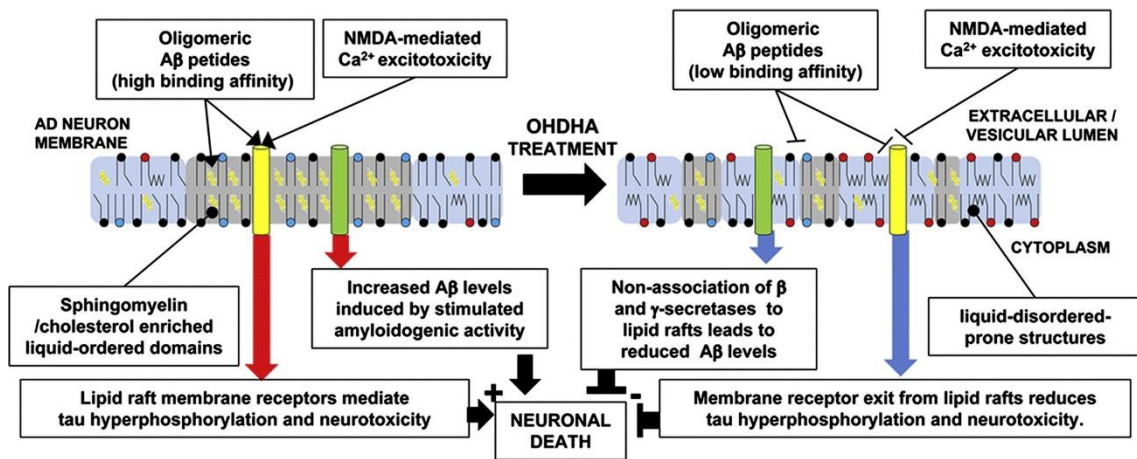 Oligomeric
Aβ petides
(high binding affinity)
NMDA-mediated
Ca²⁺ excitotoxicity
Oligomeric
Aβ peptides
(low binding affinity)
NMDA-mediated
Ca²⁺ excitotoxicity
AD NEURON
MEMBRANE
OHDHA
TREATMENT
EXTRACELLULAR /
VESICULAR LUMEN
CYTOPLASM
Sphingomyelin
/cholesterol enriched
liquid-ordered domains
Increased Aβ levels
induced by stimulated
amyloidogenic activity
Non-association of β
and γ-secretases to
lipid rafts leads to
reduced Aβ levels
liquid-disordered-
prone structures
Lipid raft membrane receptors mediate
tau hyperphosphorylation and neurotoxicity
+
NEURONAL
DEATH
-
Membrane receptor exit from lipid rafts reduces
tau hyperphosphorylation and neurotoxicity.